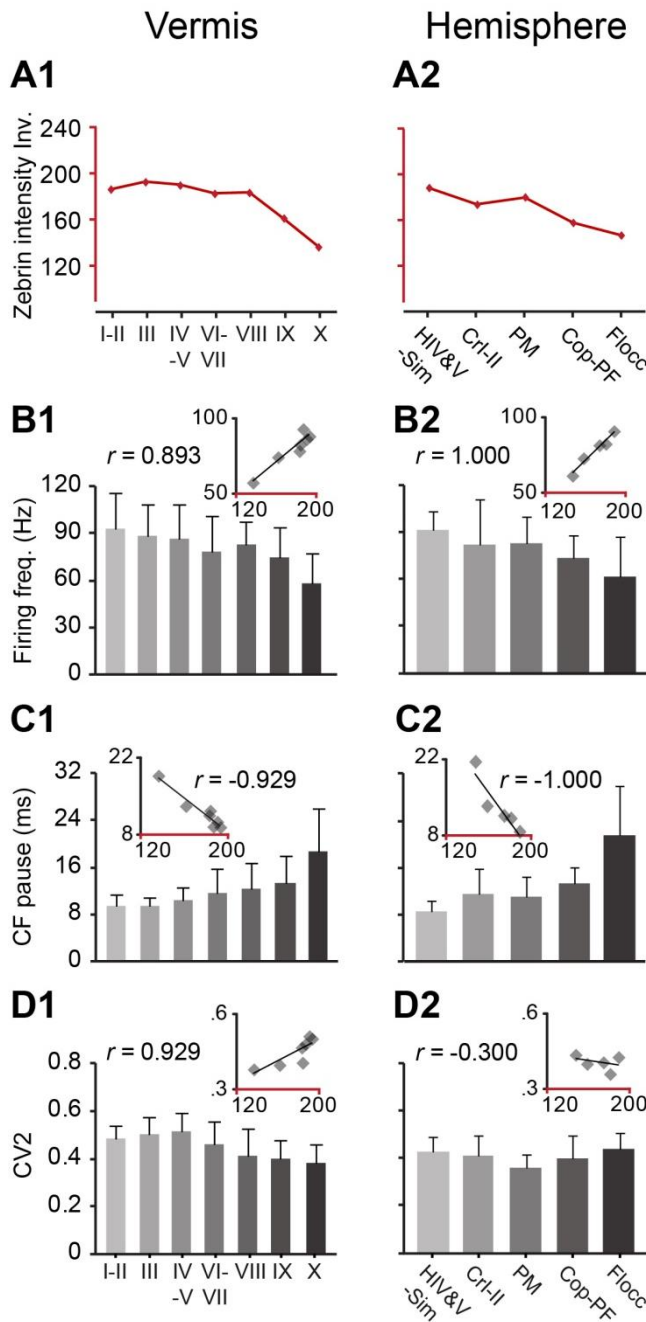 Vermis
Hemisphere
A1
A2
Zebrin intensity Inv.
240
200
160
120
I-II
III
IV
-V
VI-
VII
VIII
IX
X
HIV&V
-Sim
CrI-II
PM
Cop-PF
Flocc
B1
B2
Firing freq. (Hz)
120
90
60
30
0
r = 0.893
100
50
120
200
r = 1.000
100
50
120
200
C1
C2
CF pause (ms)
32
24
16
8
0
22
8
120
200
r = -0.929
22
8
120
200
r = -1.000
D1
D2
CV2
0.8
0.6
0.4
0.2
0
r = 0.929
.6
.3
120
200
r = -0.300
.6
.3
120
200
I-II
III
IV
-V
VI-
VII
VIII
IX
X
HIV&V
-Sim
CrI-II
PM
Cop-PF
Flocc